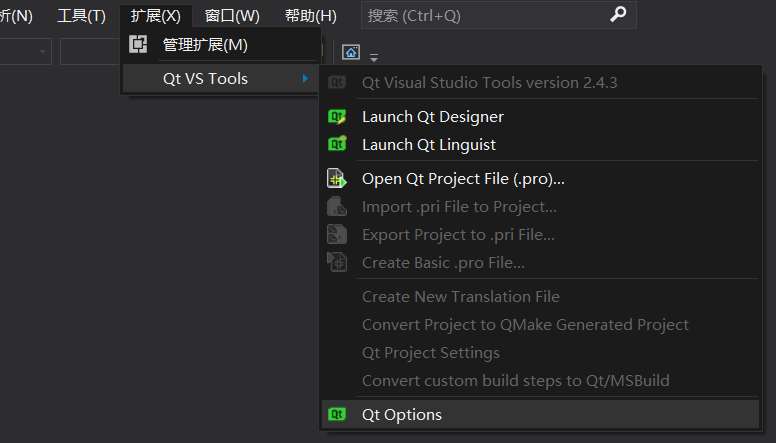 析(N) 工具(T) 扩展(X) 窗口(W) 帮助(H) 搜索 (Ctrl+Q)
管理扩展(M)
Qt VS Tools
Qt Visual Studio Tools version 2.4.3
Launch Qt Designer
Launch Qt Linguist
Open Qt Project File (.pro)...
Import .pri File to Project...
Export Project to .pri File...
Create Basic .pro File...
Create New Translation File
Convert Project to QMake Generated Project
Qt Project Settings
Convert custom build steps to Qt/MSBuild
Qt Options